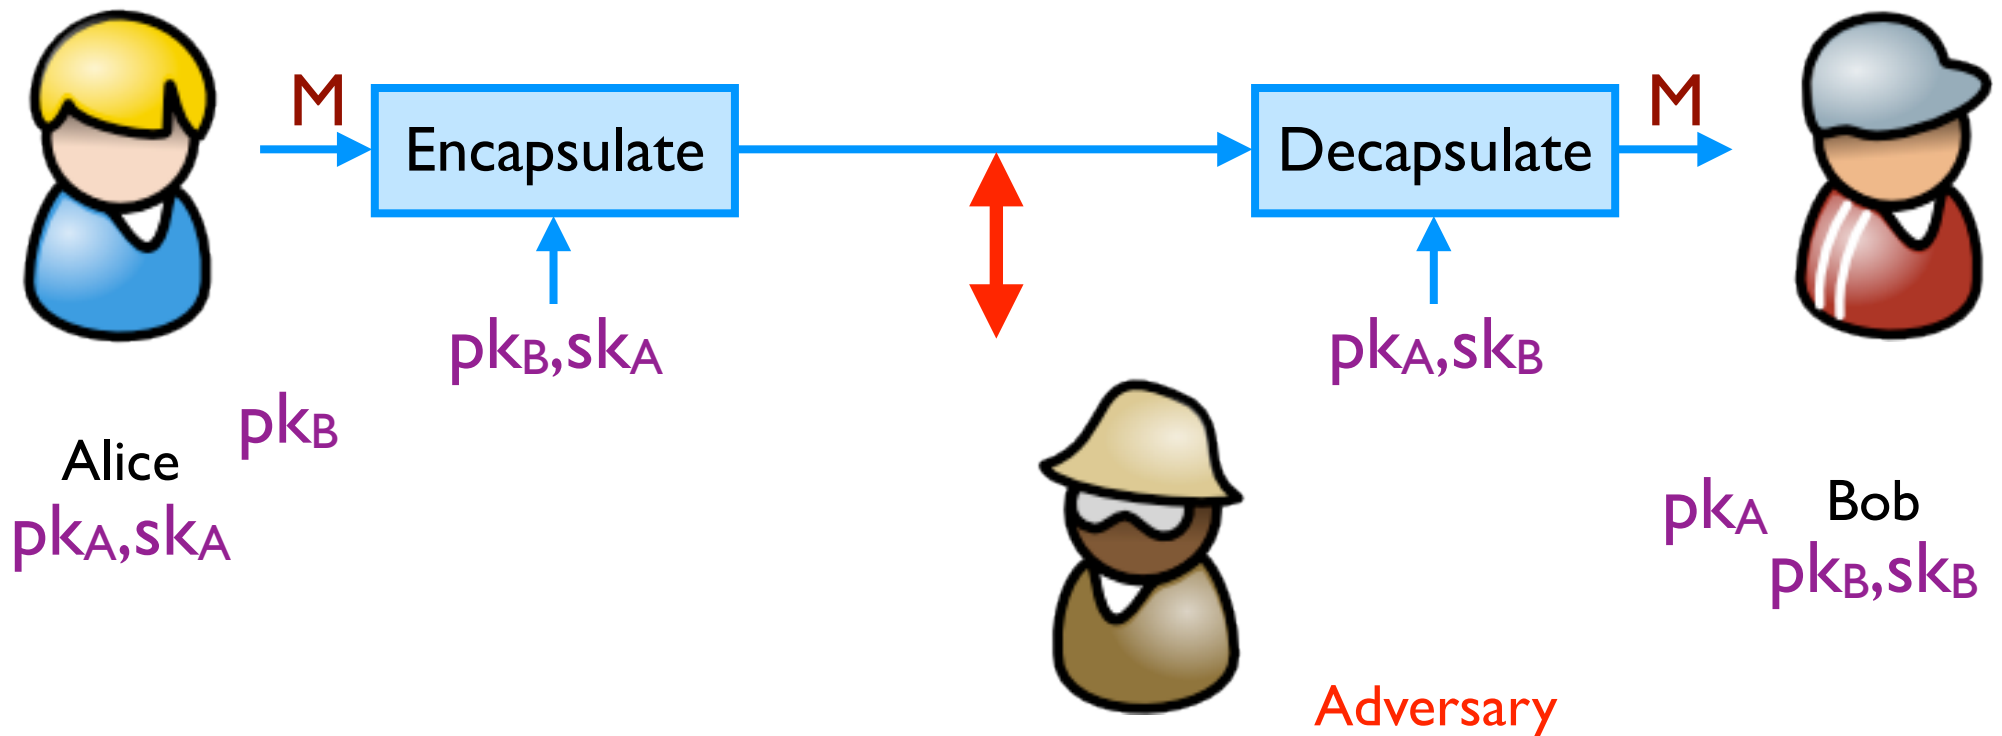 M
Encapsulate
Decapsulate
M
pkB,skA
pkA,skB
pkB
Alice
pkA,skA
pkA
Bob
pkB,skB
Adversary